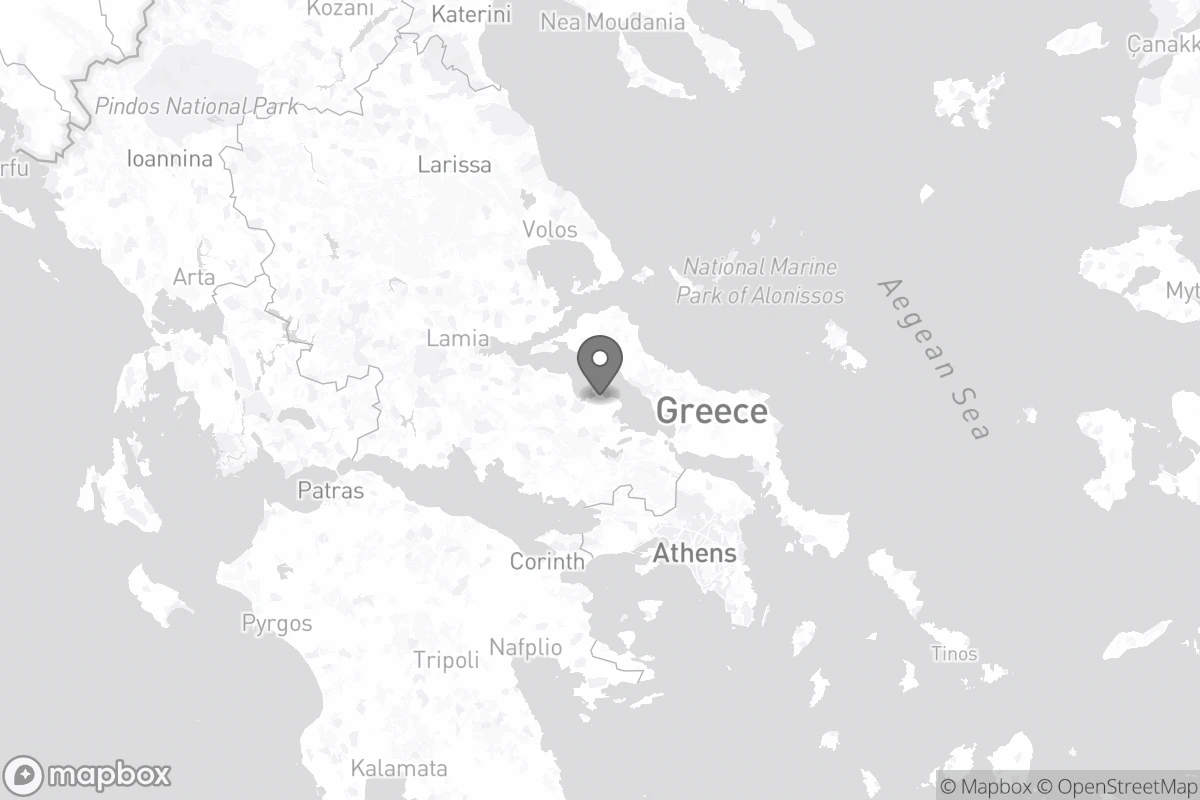 Kozani
Katerini
Nea Moudania
Çanakk
Pindos National Park
Ioannina
Larissa
rfu
Volos
National Marine
Park of Alonissos
Arta
Aegean Sea
Myt
Lamia
Greece
Patras
Corinth
Athens
Pyrgos
Nafplio
Tripoli
Tinos
Kalamata
mapbox
© Mapbox © OpenStreetMap